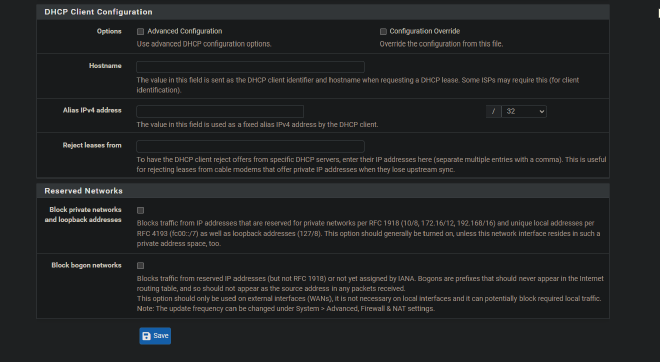 DHCP Client Configuration
Options
Advanced Configuration
Configuration Override
Use advanced DHCP configuration options.
Override the configuration from this file.
Hostname
The value in this field is sent as the DHCP client identifier and hostname when requesting a DHCP lease. Some ISPs may require this (for client
identification).
Alias IPv4 address
/ 32
The value in this field is used as a fixed alias IPv4 address by the DHCP client.
Reject leases from
To have the DHCP client reject offers from specific DHCP servers, enter their IP addresses here (separate multiple entries with a comma). This is useful
for rejecting leases from cable modems that offer private IP addresses when they lose upstream sync.
Reserved Networks
Block private networks
and loopback addresses
Blocks traffic from IP addresses that are reserved for private networks per RFC 1918 (10/8, 172.16/12, 192.168/16) and unique local addresses per
RFC 4193 (fc00::/7) as well as loopback addresses (127/8). This option should generally be turned on, unless this network interface resides in such a
private address space, too.
Block bogon networks
Blocks traffic from reserved IP addresses (but not RFC 1918) or not yet assigned by IANA. Bogons are prefixes that should never appear in the Internet
routing table, and so should not appear as the source address in any packets received.
This option should only be used on external interfaces (WANs), it is not necessary on local interfaces and it can potentially block required local traffic.
Note: The update frequency can be changed under System > Advanced, Firewall & NAT settings.
Save